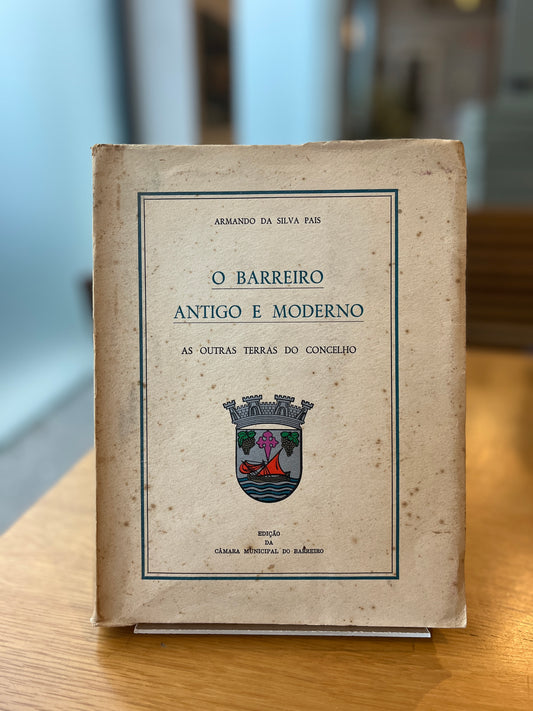 ARMANDO DA SILVA PAIS
O BARREIRO
ANTIGO E MODERNO
AS OUTRAS TERRAS DO CONCELHO
EDIÇÃO
DA
CÂMARA MUNICIPAL DO BARREIRO